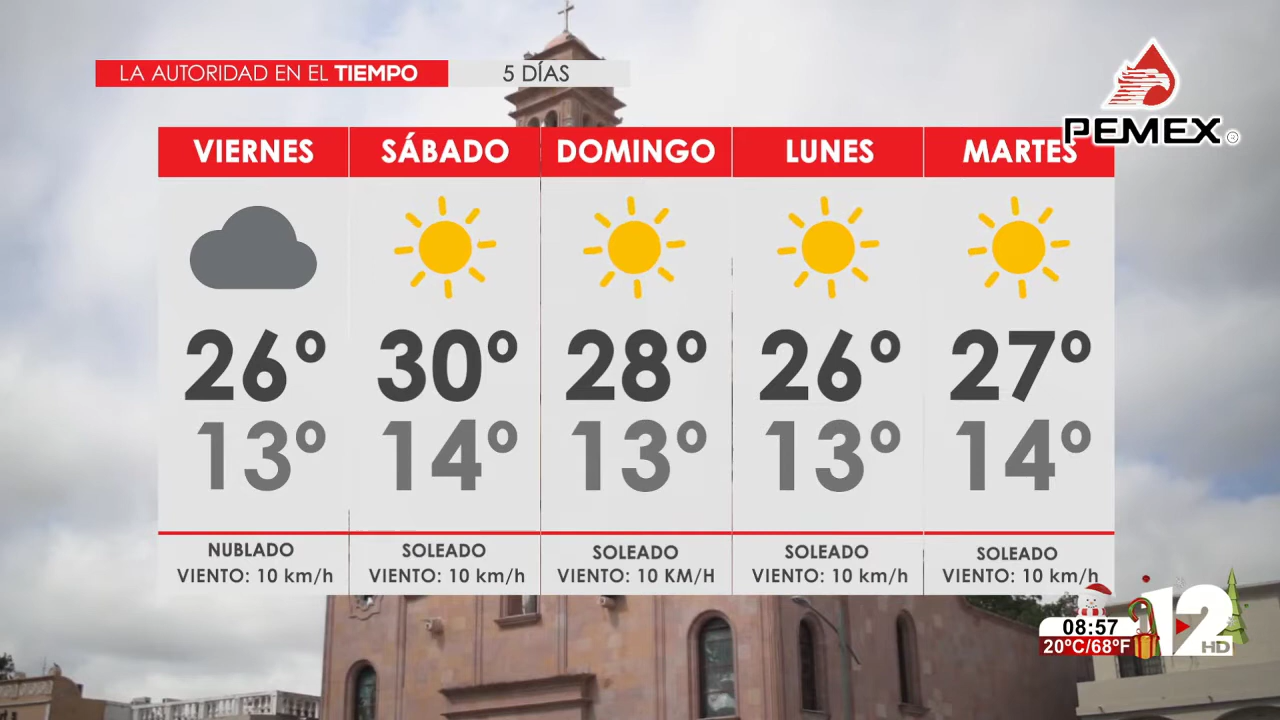 LA AUTORIDAD EN EL TIEMPO 5 DÍAS
PEMEX
VIERNES SÁBADO DOMINGO LUNES MARTES
26° 30° 28° 26° 27°
13° 14° 13° 13° 14°
NUBLADO SOLEADO SOLEADO SOLEADO SOLEADO
VIENTO: 10 km/h VIENTO: 10 km/h VIENTO: 10 KM/H VIENTO: 10 km/h VIENTO: 10 km/h
08:57
20°C/68°F
12
HD